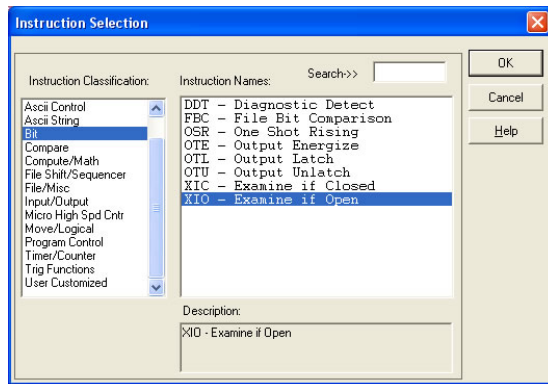 Instruction Selection
Instruction Classification:
Instruction Names:
Search->>
OK
Cancel
Help
Ascii Control
Ascii String
Bit
Compare
Compute/Math
File Shift/Sequencer
File/Misc
Input/Output
Micro High Spd Cntr
Move/Logical
Program Control
Timer/Counter
Trig Functions
User Customized
DDT - Diagnostic Detect
FBC - File Bit Comparison
OSR - One Shot Rising
OTE - Output Energize
OTL - Output Latch
OTU - Output Unlatch
XIC - Examine if Closed
XIO - Examine if Open
Description:
XIO - Examine if Open